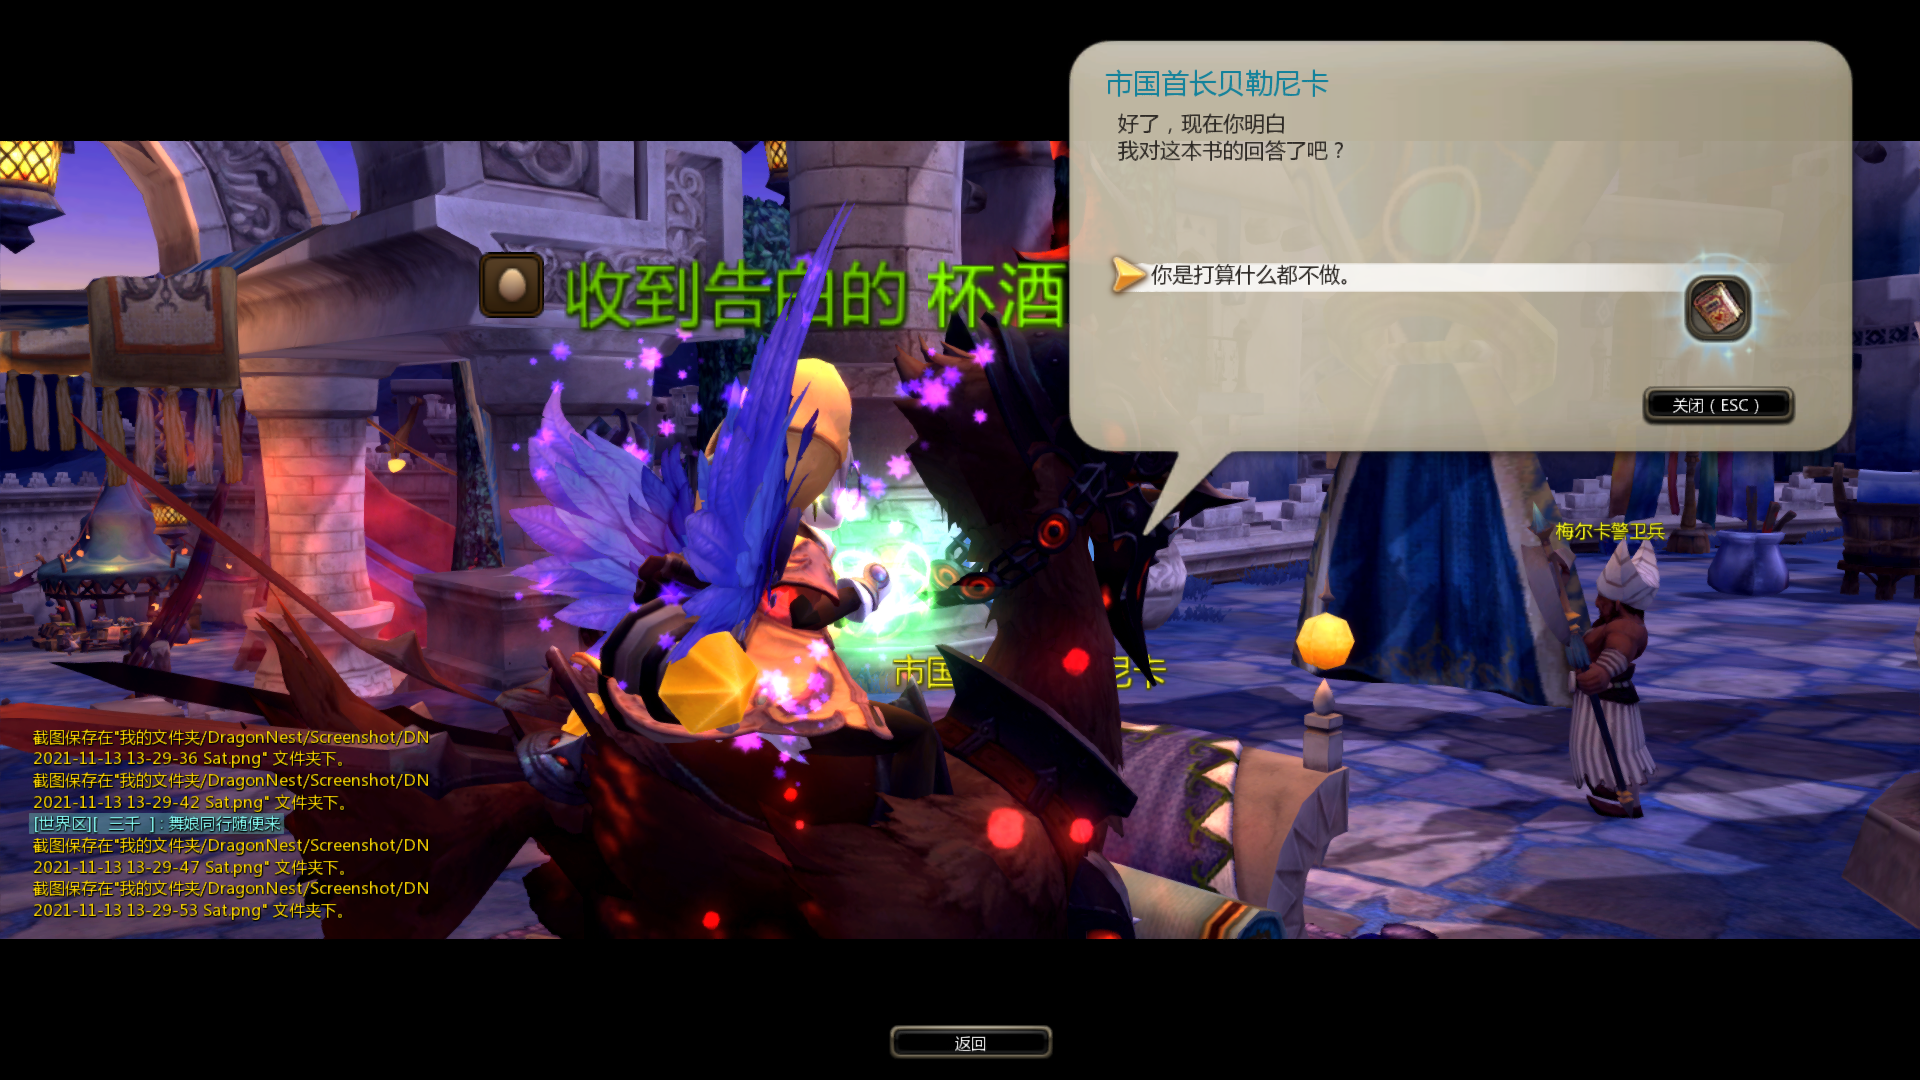 市国首长贝勒尼卡
好了，现在你明白
我对这本书的回答了吧？
你是打算什么都不做。
关闭（ESC）
收到告白的 杯酒
梅尔卡警卫兵
市国 尼卡
截图保存在"我的文件夹/DragonNest/Screenshot/DN
2021-11-13 13-29-36 Sat.png" 文件夹下。
截图保存在"我的文件夹/DragonNest/Screenshot/DN
2021-11-13 13-29-42 Sat.png" 文件夹下。
[世界区][ 三千 ] : 舞娘同行随便来
截图保存在"我的文件夹/DragonNest/Screenshot/DN
2021-11-13 13-29-47 Sat.png" 文件夹下。
截图保存在"我的文件夹/DragonNest/Screenshot/DN
2021-11-13 13-29-53 Sat.png" 文件夹下。
返回